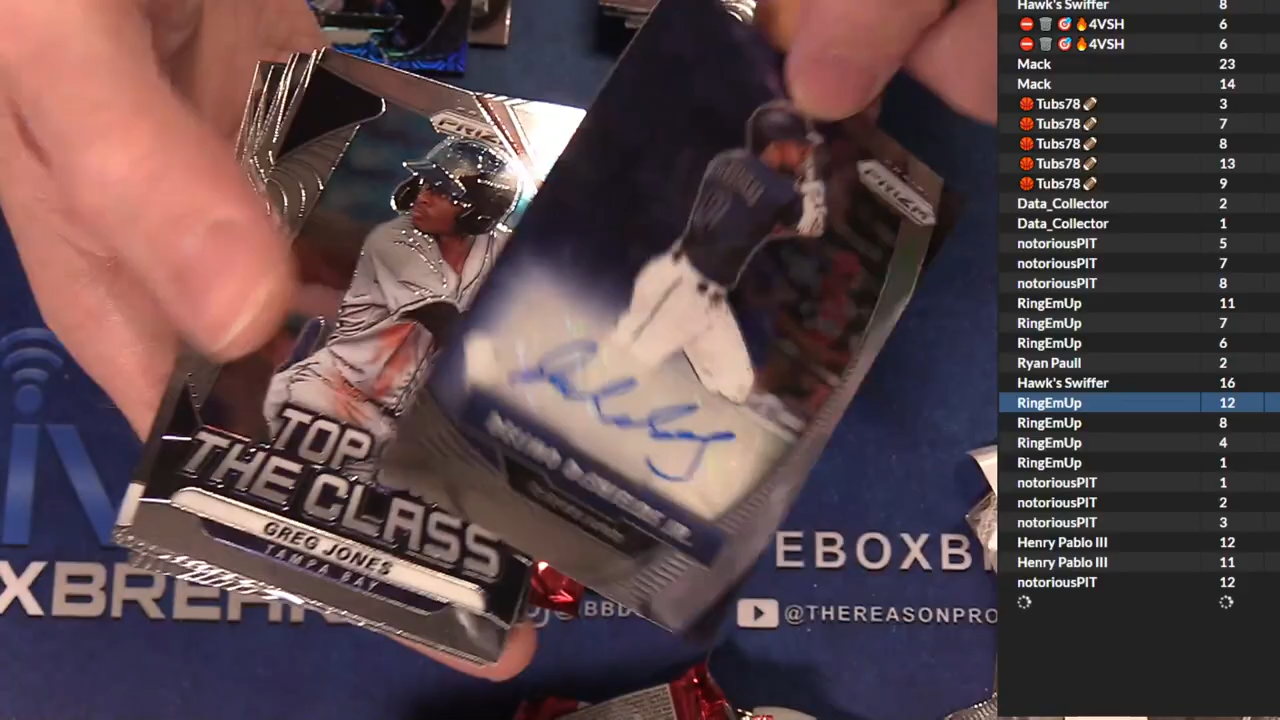 PRIZM
TOP
THE CLASS
GREG JONES
TAMPA BAY
PRIZM
EBOXB
XBREA
@THEREASONPRO
Hawk's Swiffer 8
4VSH 6
4VSH 6
Mack 23
Mack 14
Tubs78 3
Tubs78 7
Tubs78 8
Tubs78 13
Tubs78 9
Data_Collector 2
Data_Collector 1
notoriousPIT 5
notoriousPIT 7
notoriousPIT 8
RingEmUp 11
RingEmUp 7
RingEmUp 6
Ryan Paull 2
Hawk's Swiffer 16
RingEmUp 12
RingEmUp 8
RingEmUp 4
RingEmUp 1
notoriousPIT 1
notoriousPIT 2
notoriousPIT 3
Henry Pablo III 12
Henry Pablo III 11
notoriousPIT 12